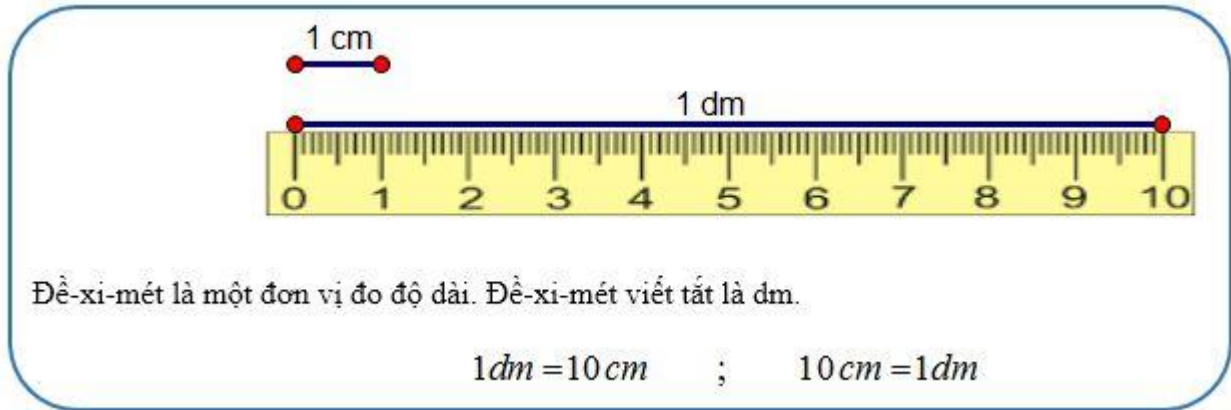 1 cm
1 dm
0 1 2 3 4 5 6 7 8 9 10
Đề-xi-mét là một đơn vị đo độ dài. Đề-xi-mét viết tắt là dm.
1dm = 10cm ; 10cm = 1dm